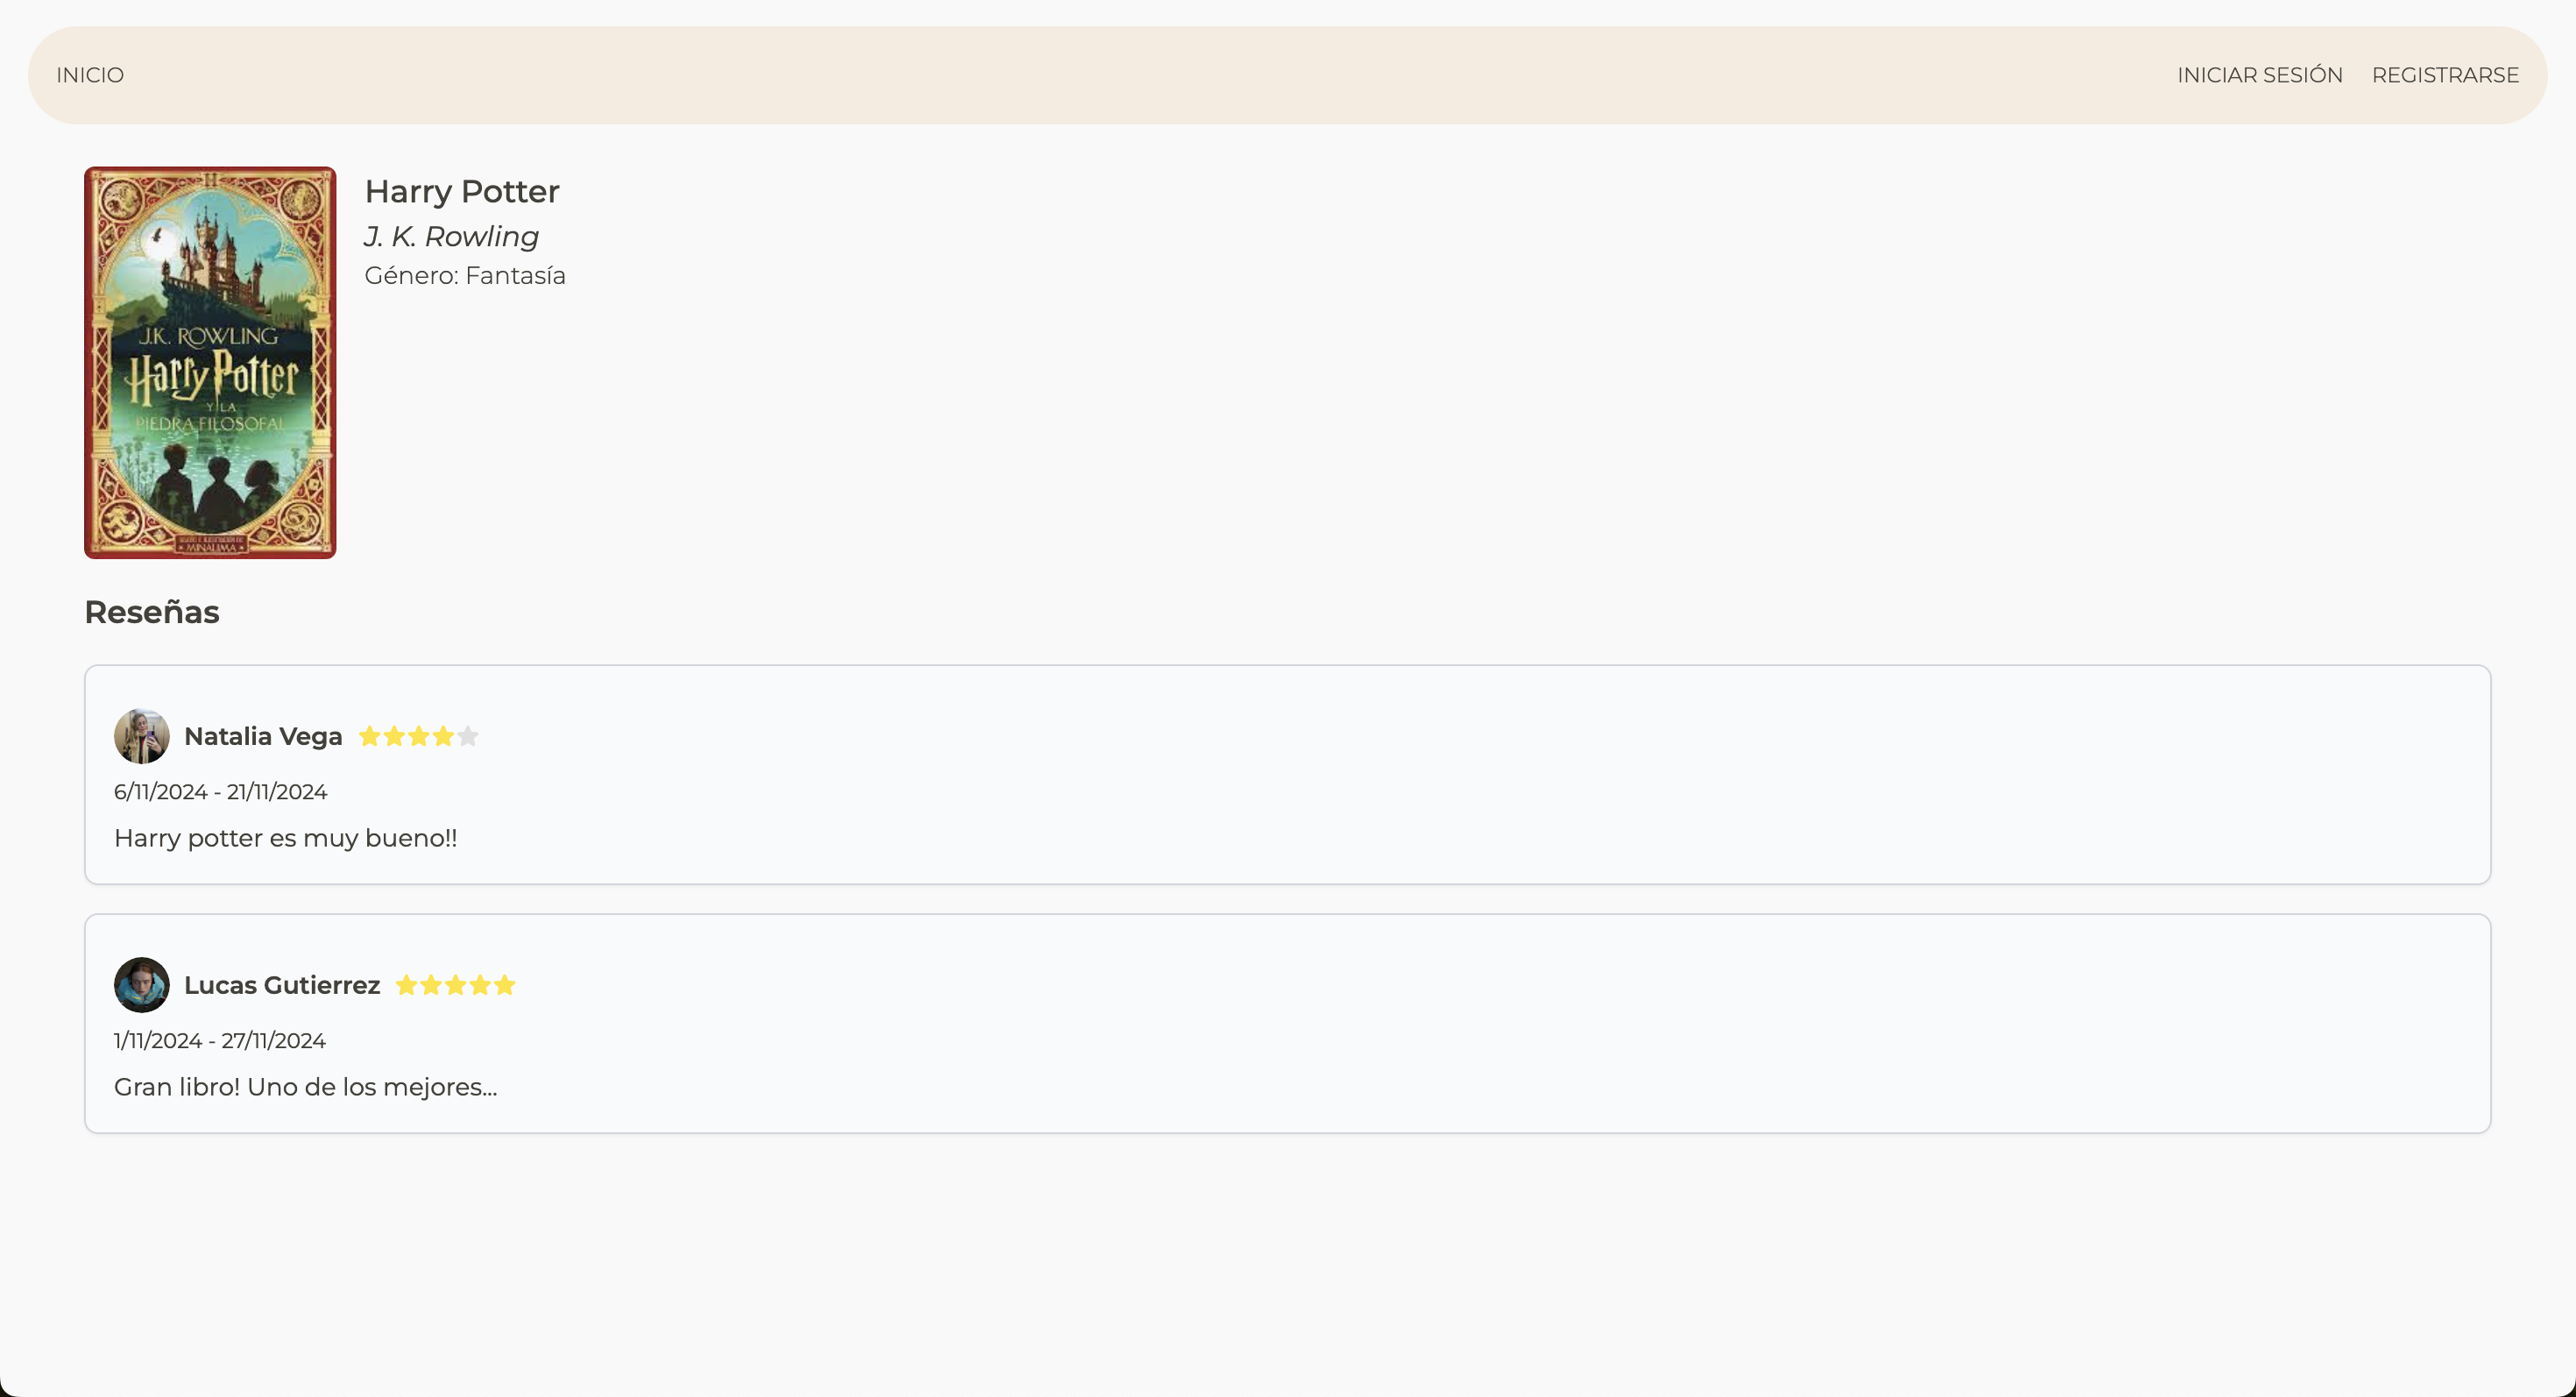 INICIO
INICIAR SESIÓN
REGISTRARSE
Harry Potter
J. K. Rowling
Género: Fantasía
J.K. ROWLING
Harry Potter
Y LA
PIEDRA FILOSOFAL
MINALIMA
Reseñas
Natalia Vega
6/11/2024 - 21/11/2024
Harry potter es muy bueno!!
Lucas Gutierrez
1/11/2024 - 27/11/2024
Gran libro! Uno de los mejores...